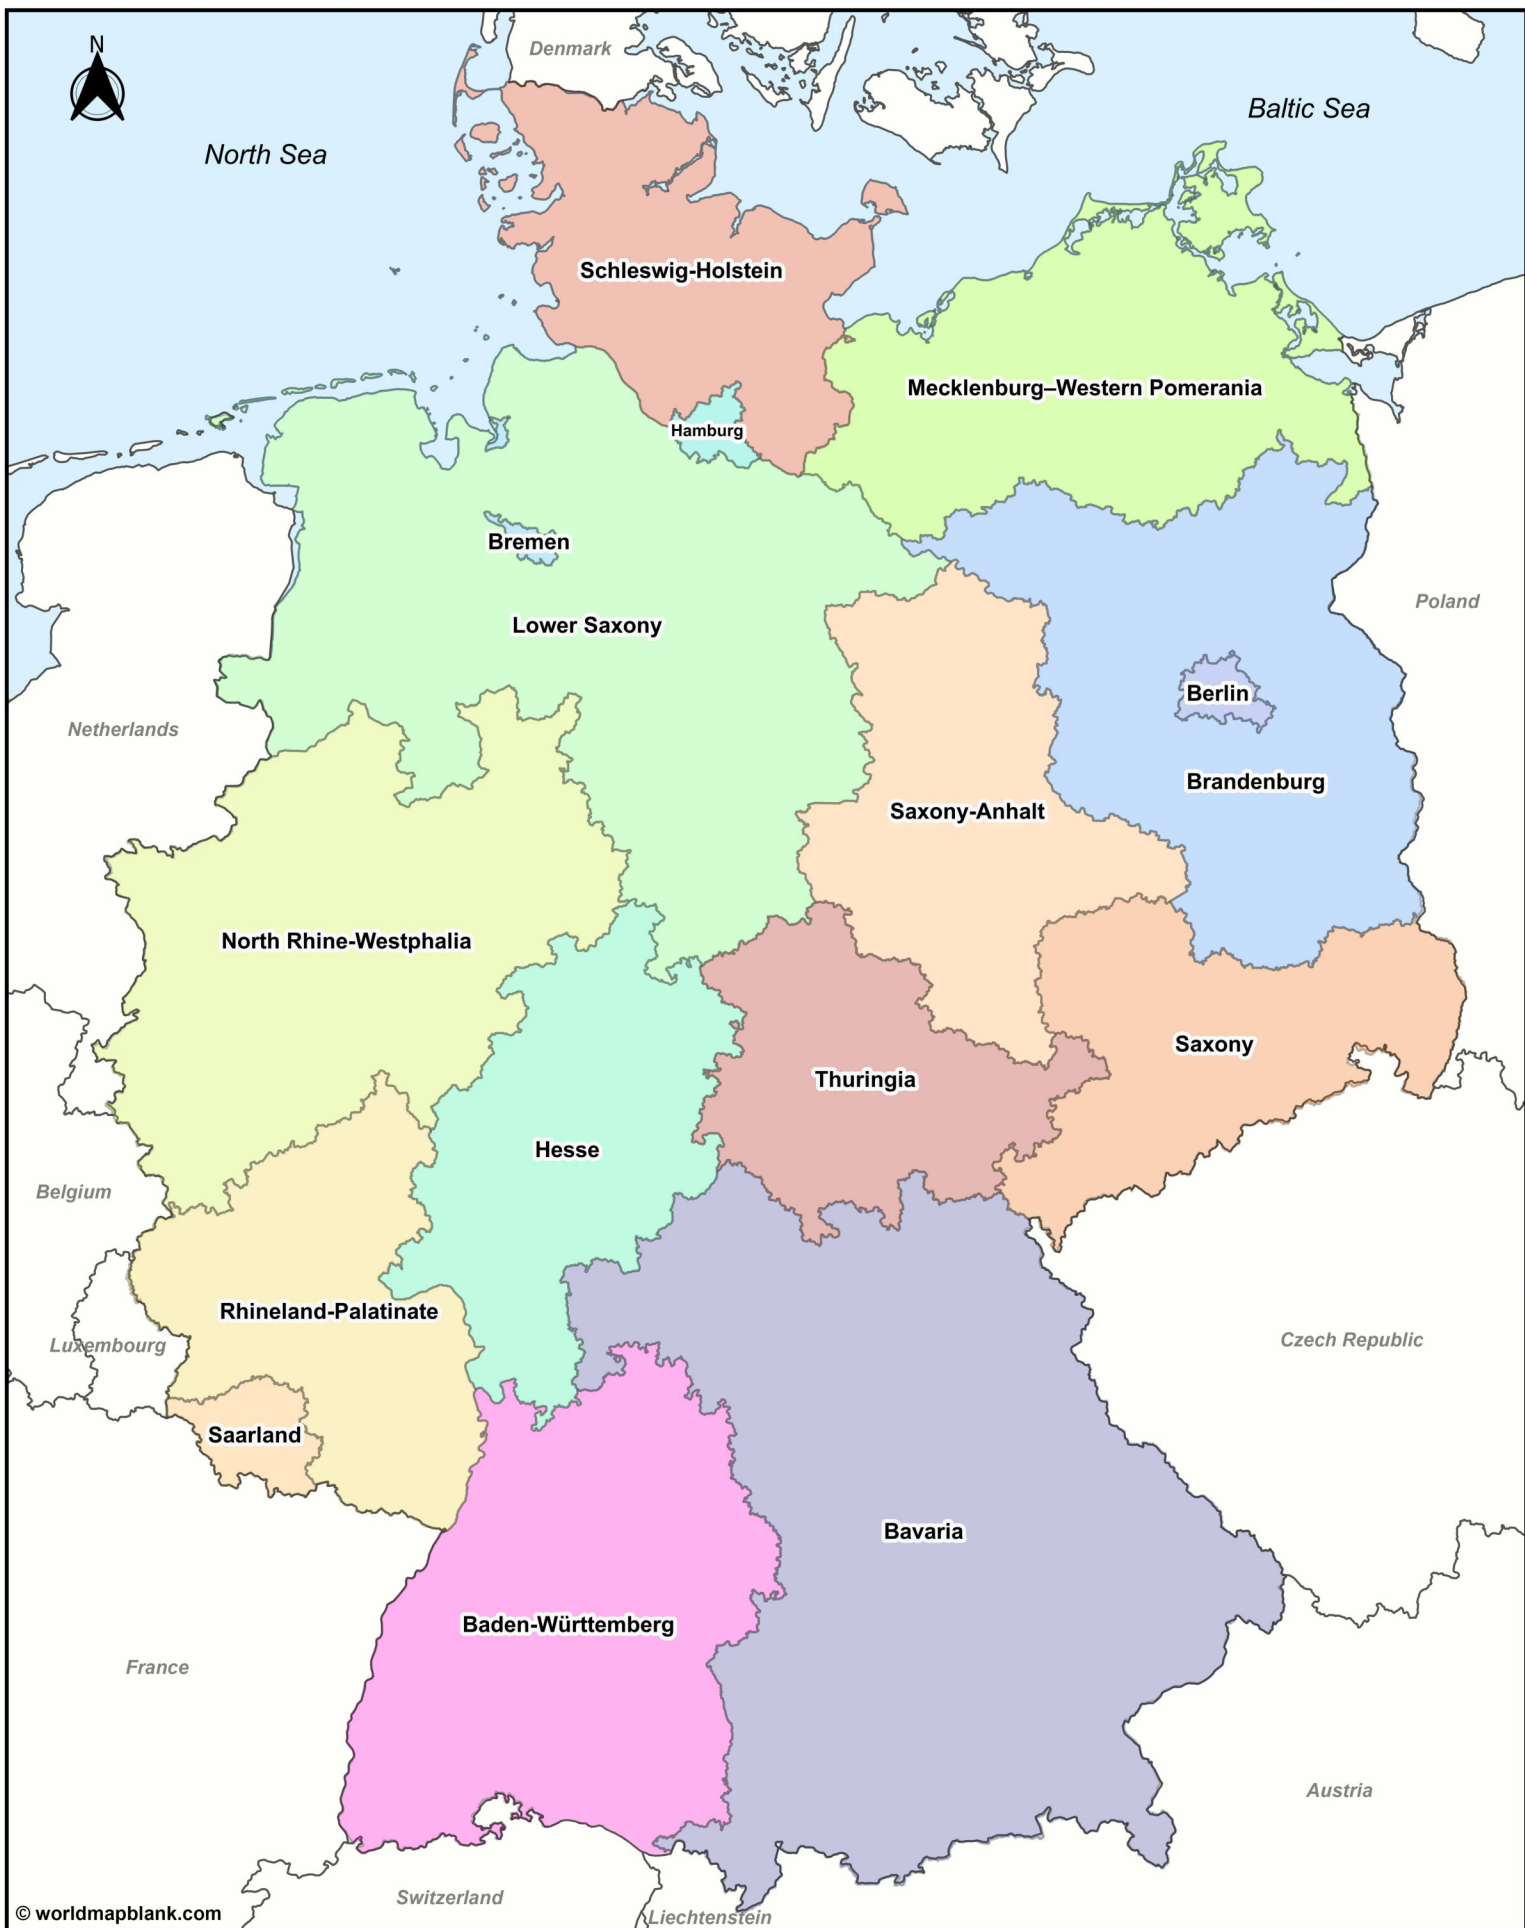 N
Denmark
Baltic Sea
North Sea
Schleswig-Holstein
Mecklenburg–Western Pomerania
Hamburg
Bremen
Poland
Lower Saxony
Berlin
Netherlands
Brandenburg
Saxony-Anhalt
North Rhine-Westphalia
Saxony
Thuringia
Hesse
Belgium
Rhineland-Palatinate
Luxembourg
Czech Republic
Saarland
Bavaria
Baden-Württemberg
France
Austria
Switzerland
Liechtenstein
© worldmapblank.com